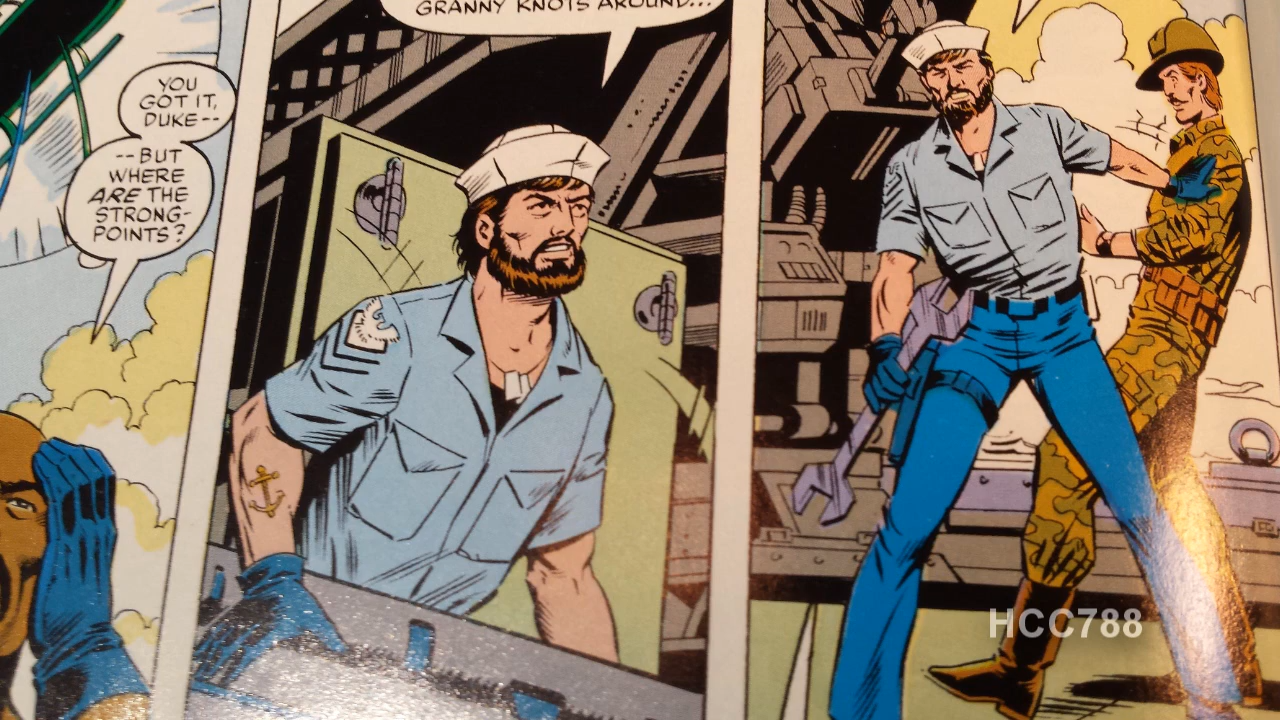 YOU
GOT IT,
DUKE--
--BUT
WHERE
ARE THE
STRONG-
POINTS?
GRANNY KNOTS AROUND...
HCC788